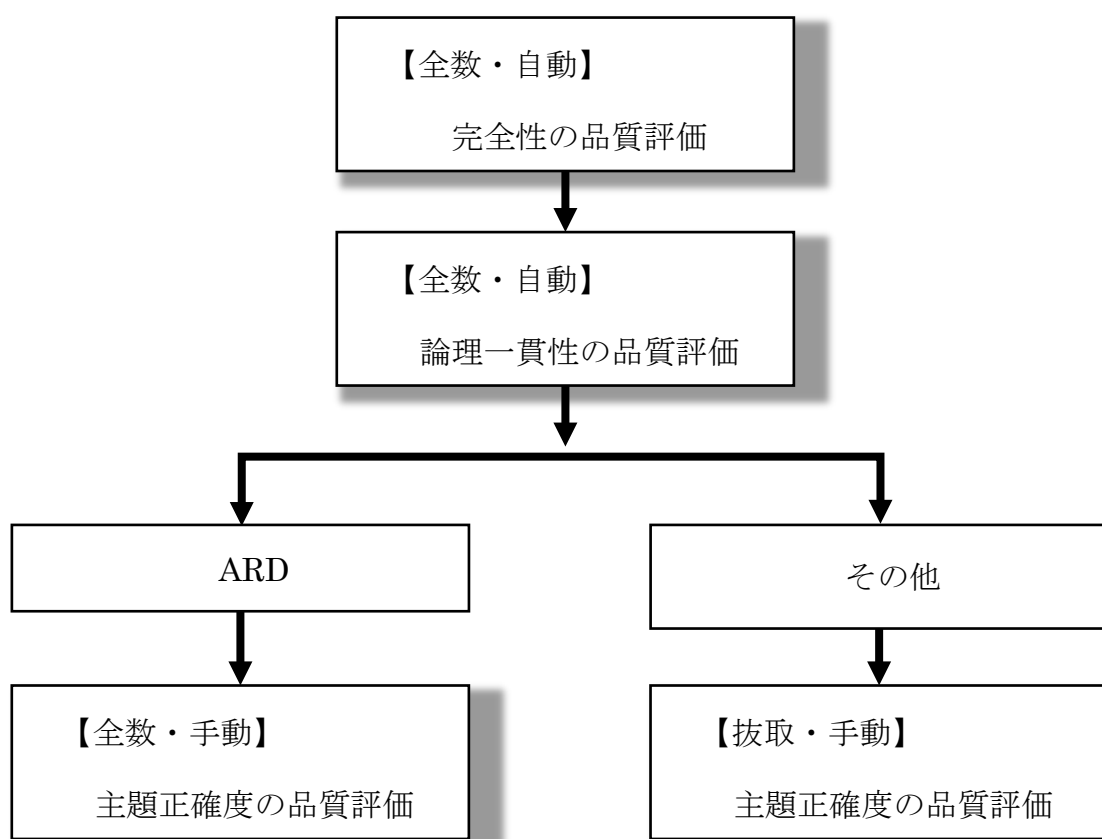 【全数・自動】
完全性の品質評価
【全数・自動】
論理一貫性の品質評価
ARD
その他
【全数・手動】
主題正確度の品質評価
【抜取・手動】
主題正確度の品質評価